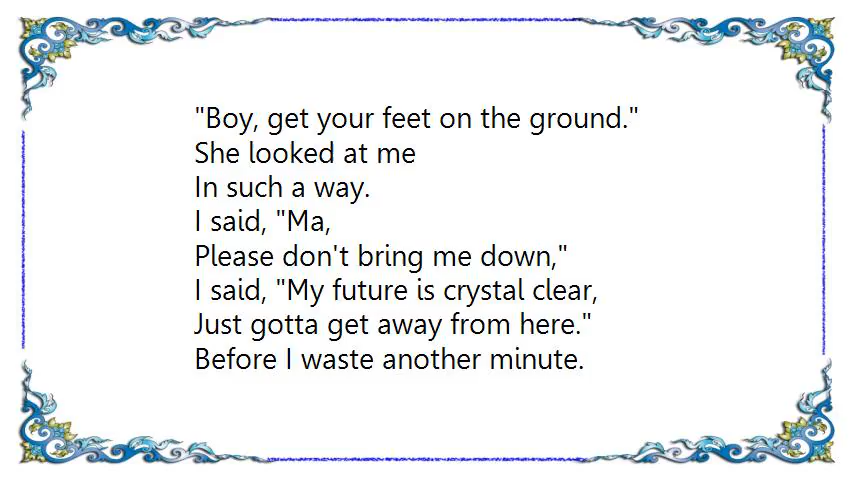 "Boy, get your feet on the ground."
She looked at me
In such a way.
I said, "Ma,
Please don't bring me down,"
I said, "My future is crystal clear,
Just gotta get away from here."
Before I waste another minute.